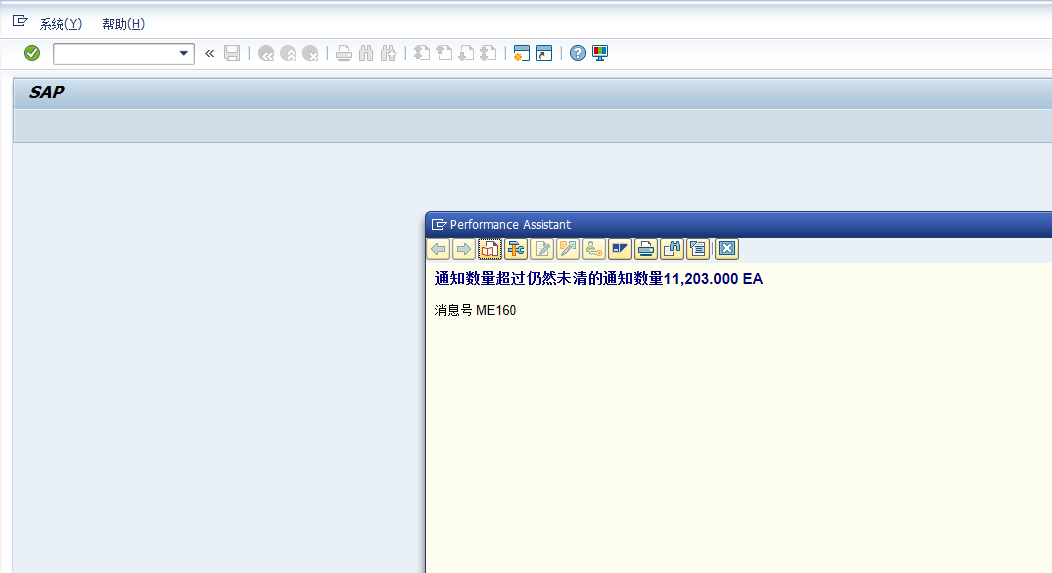 系统(Y) 帮助(H)
SAP
Performance Assistant
通知数量超过仍然未清的通知数量11,203.000 EA
消息号 ME160